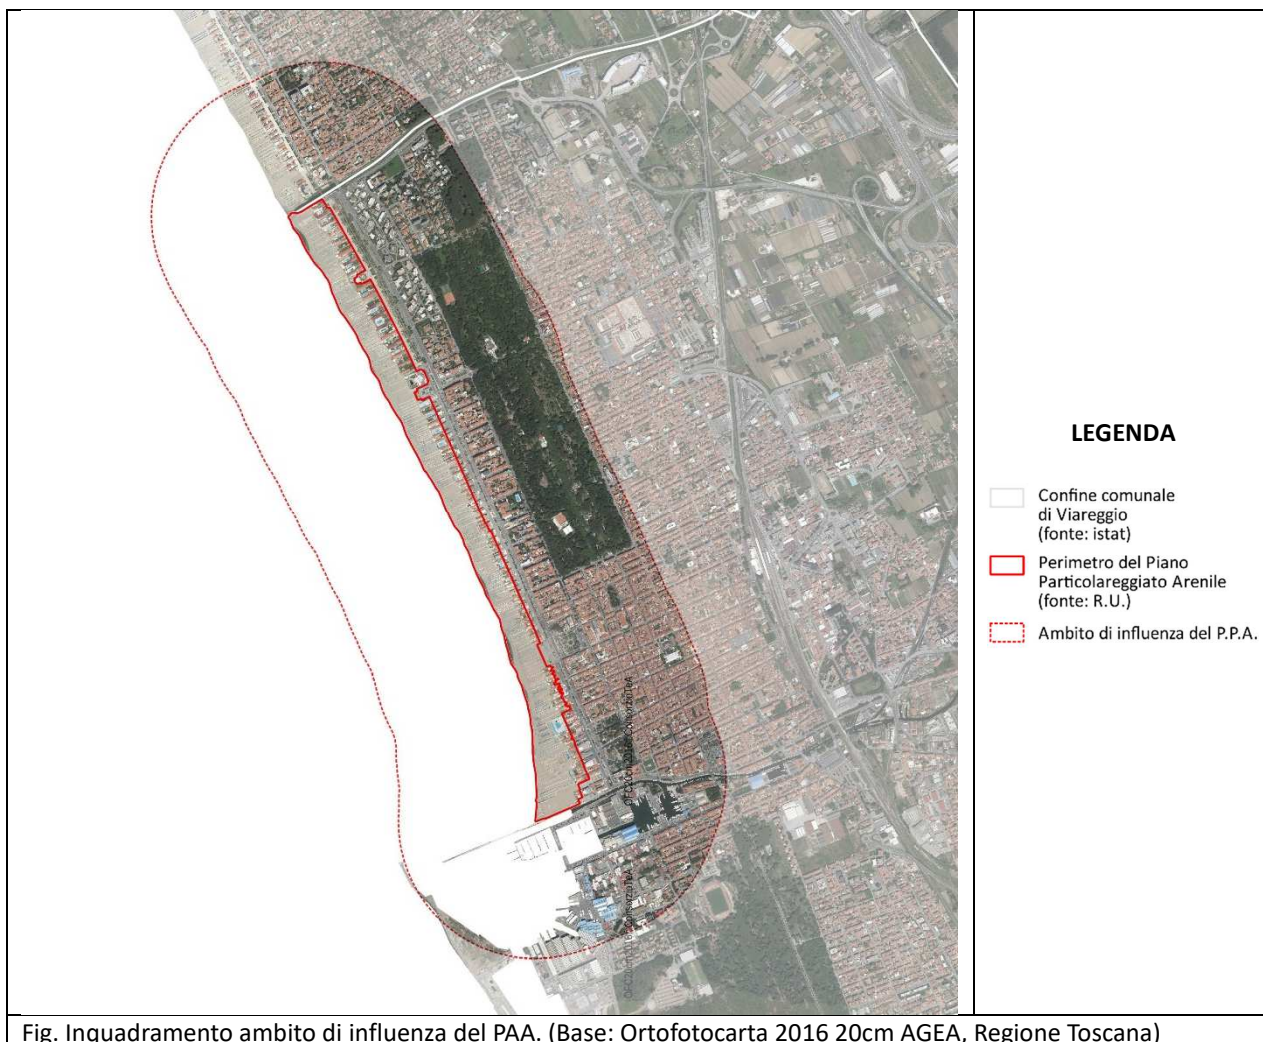 LEGENDA
Confine comunale
di Viareggio
(fonte: istat)
Perimetro del Piano
Particolareggiato Arenile
(fonte: R.U.)
Ambito di influenza del P.P.A.
Fig. Inquadramento ambito di influenza del PAA. (Base: Ortofotocarta 2016 20cm AGEA, Regione Toscana)